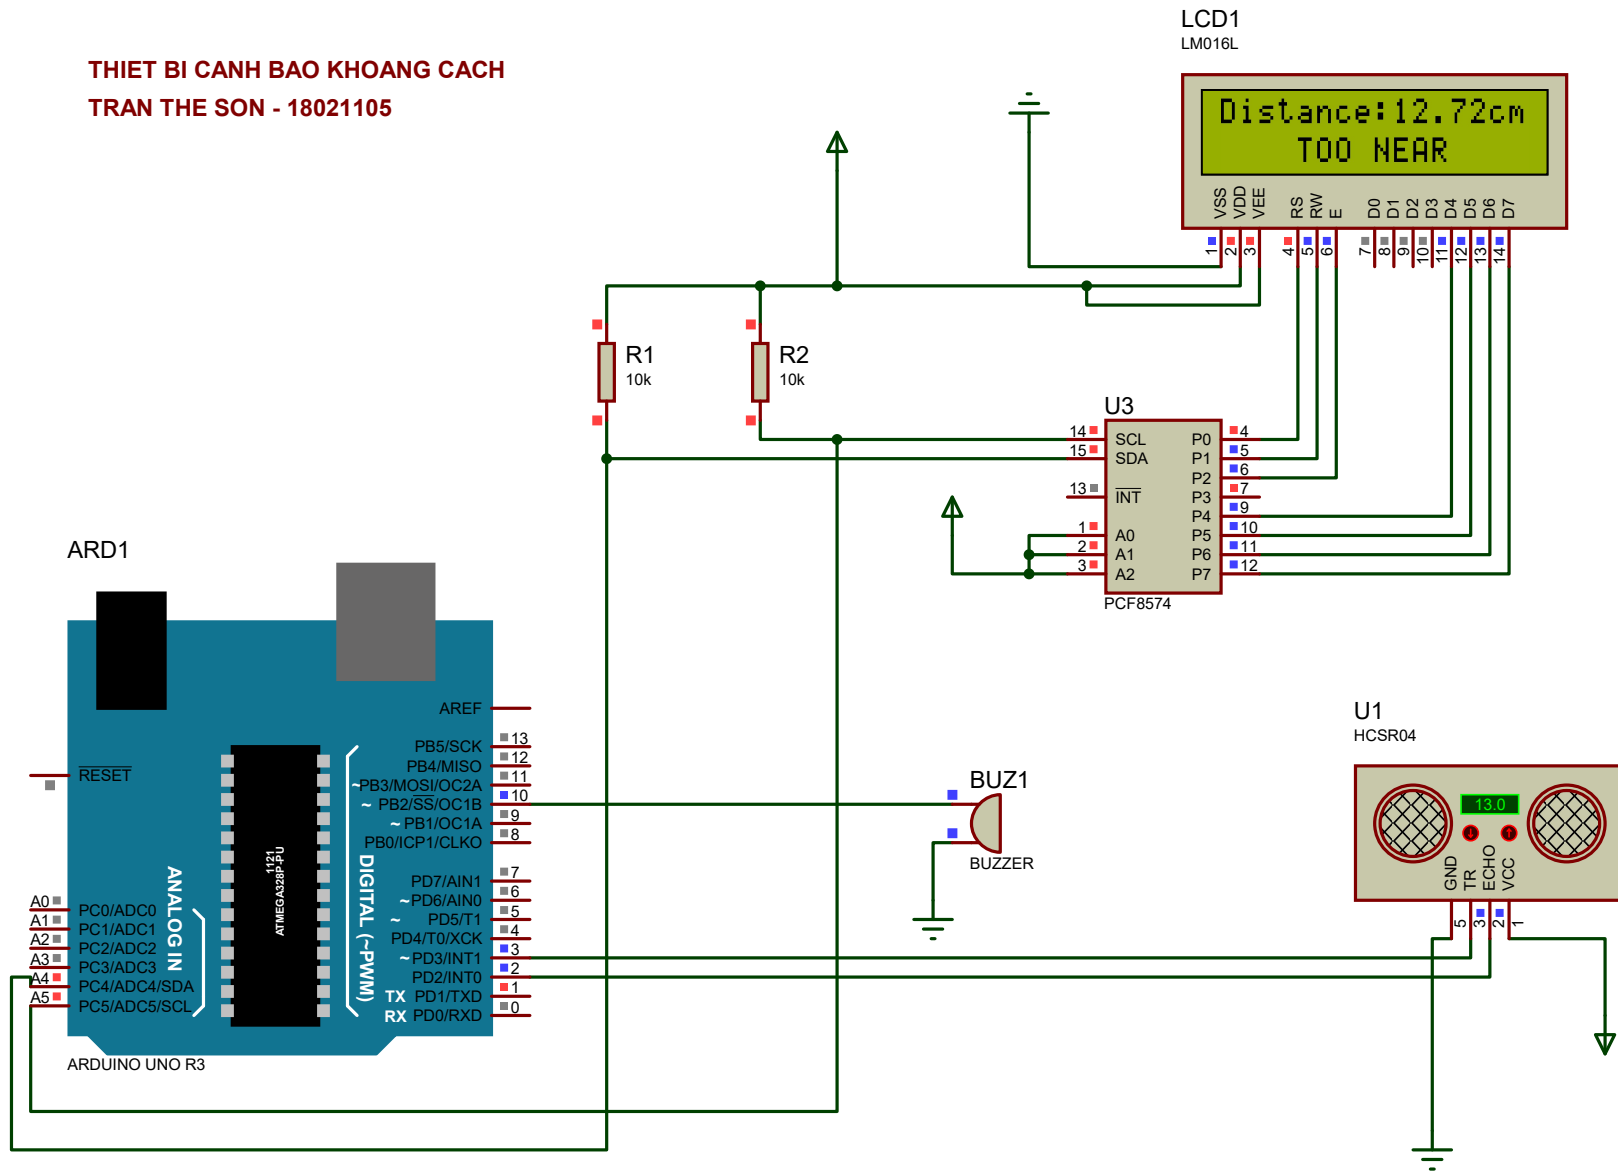 THIET BI CANH BAO KHOANG CACH
TRAN THE SON - 18021105
LCD1
LM016L
Distance:12.72cm
TOO NEAR
VSS
VDD
VEE
RS
RW
E
D0
D1
D2
D3
D4
D5
D6
D7
1
2
3
4
5
6
7
8
9
10
11
12
13
14
R1
10k
R2
10k
U3
14 SCL
15 SDA
13 INT
1 A0
2 A1
3 A2
P0 4
P1 5
P2 6
P3 7
P4 9
P5 10
P6 11
P7 12
PCF8574
ARD1
AREF
PB5/SCK 13
PB4/MISO 12
~PB3/MOSI/OC2A 11
~ PB2/SS/OC1B 10
~ PB1/OC1A 9
PB0/ICP1/CLKO 8
PD7/AIN1 7
~PD6/AIN0 6
~ PD5/T1 5
PD4/T0/XCK 4
~PD3/INT1 3
PD2/INT0 2
TX PD1/TXD 1
RX PD0/RXD 0
RESET
A0 PC0/ADC0
A1 PC1/ADC1
A2 PC2/ADC2
A3 PC3/ADC3
A4 PC4/ADC4/SDA
A5 PC5/ADC5/SCL
ANALOG IN
1121
ATMEGA328P-PU
DIGITAL (~PWM)
ARDUINO UNO R3
BUZ1
BUZZER
U1
HCSR04
13.0
GND
TR
ECHO
VCC
5
3
2
1